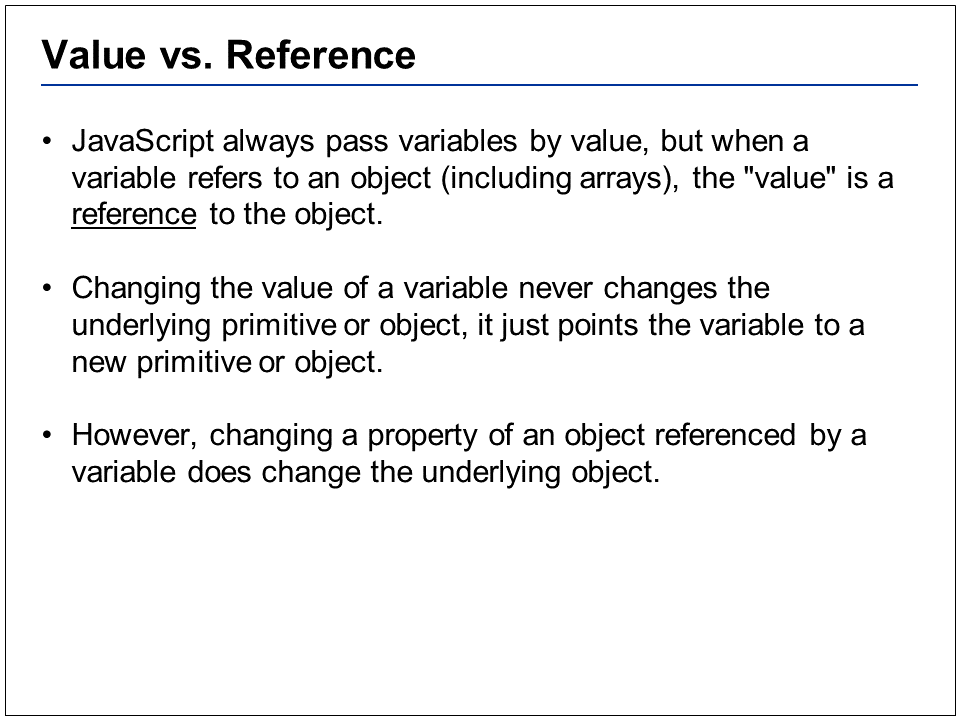 Value vs. Reference
• JavaScript always pass variables by value, but when a
variable refers to an object (including arrays), the "value" is a
reference to the object.
• Changing the value of a variable never changes the
underlying primitive or object, it just points the variable to a
new primitive or object.
• However, changing a property of an object referenced by a
variable does change the underlying object.